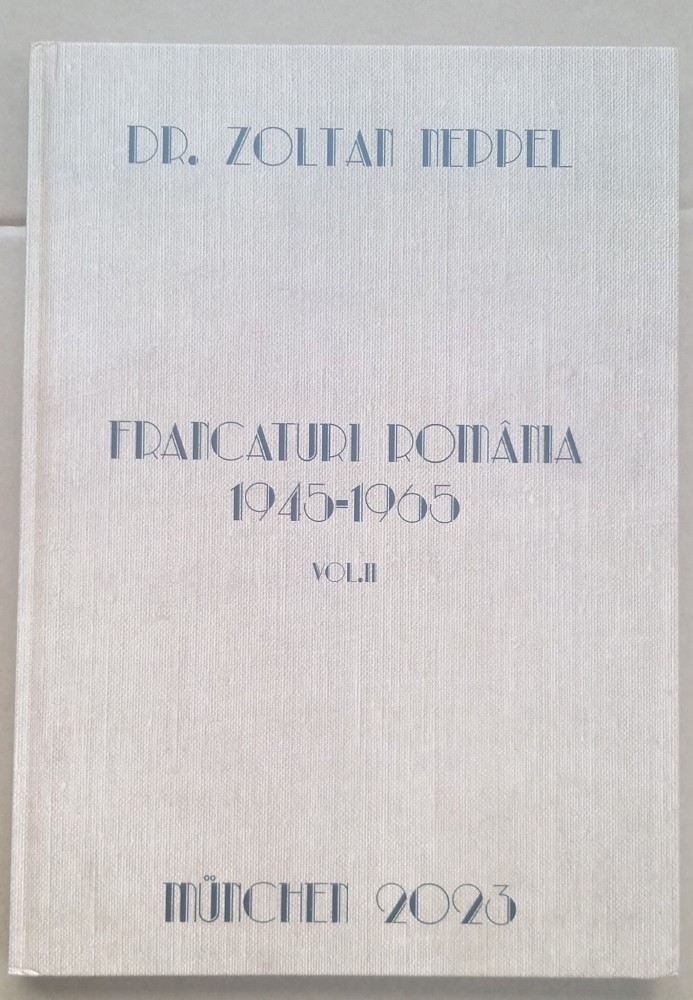 DR. ZOLTAN NEPPEL
FRANCATURI ROMÂNIA
1945-1965
VOL.II
MÜNCHEN 2023